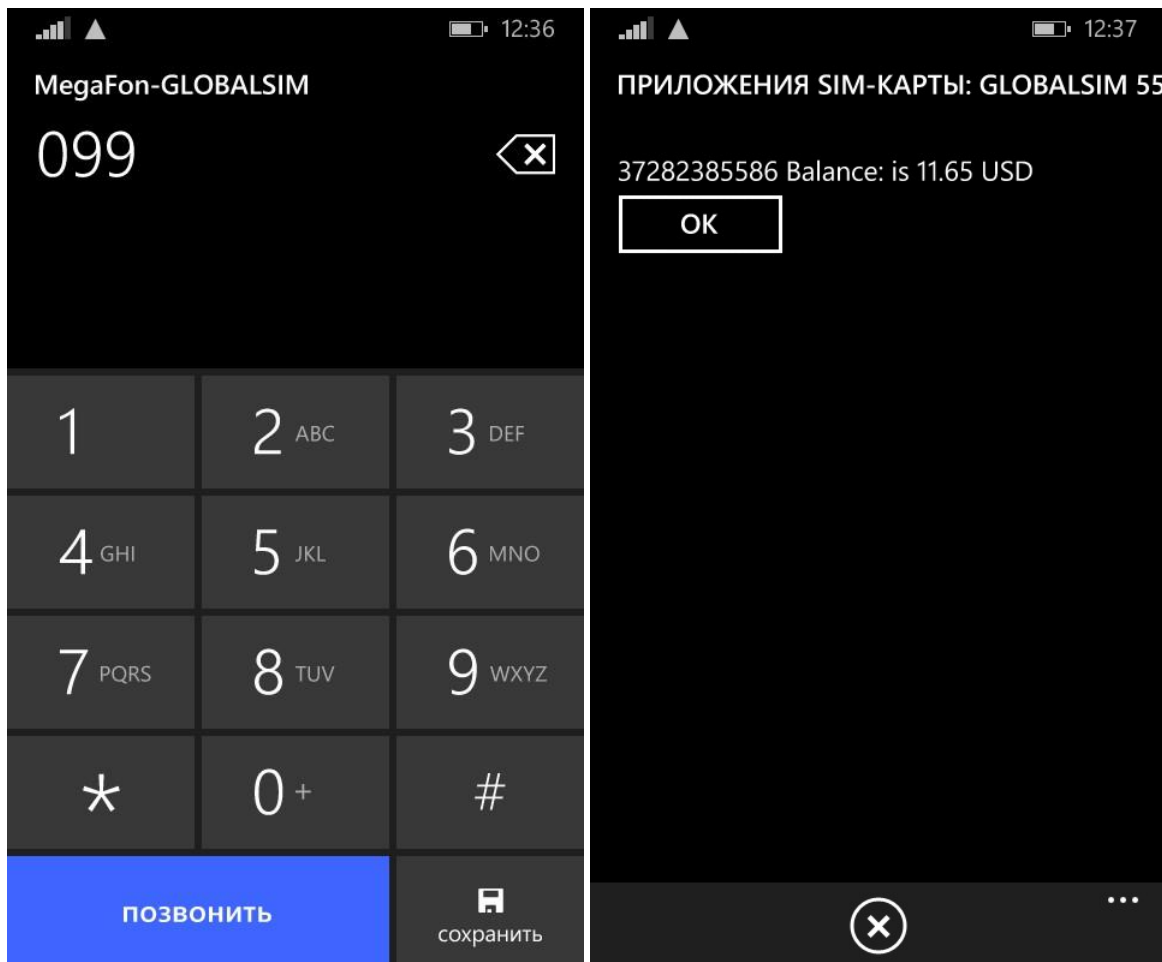 12:36
MegaFon-GLOBALSIM
099
1
2 ABC
3 DEF
4 GHI
5 JKL
6 MNO
7 PQRS
8 TUV
9 WXYZ
*
0 +
#
позвонить
сохранить
12:37
ПРИЛОЖЕНИЯ SIM-КАРТЫ: GLOBALSIM 55
37282385586 Balance: is 11.65 USD
ОК